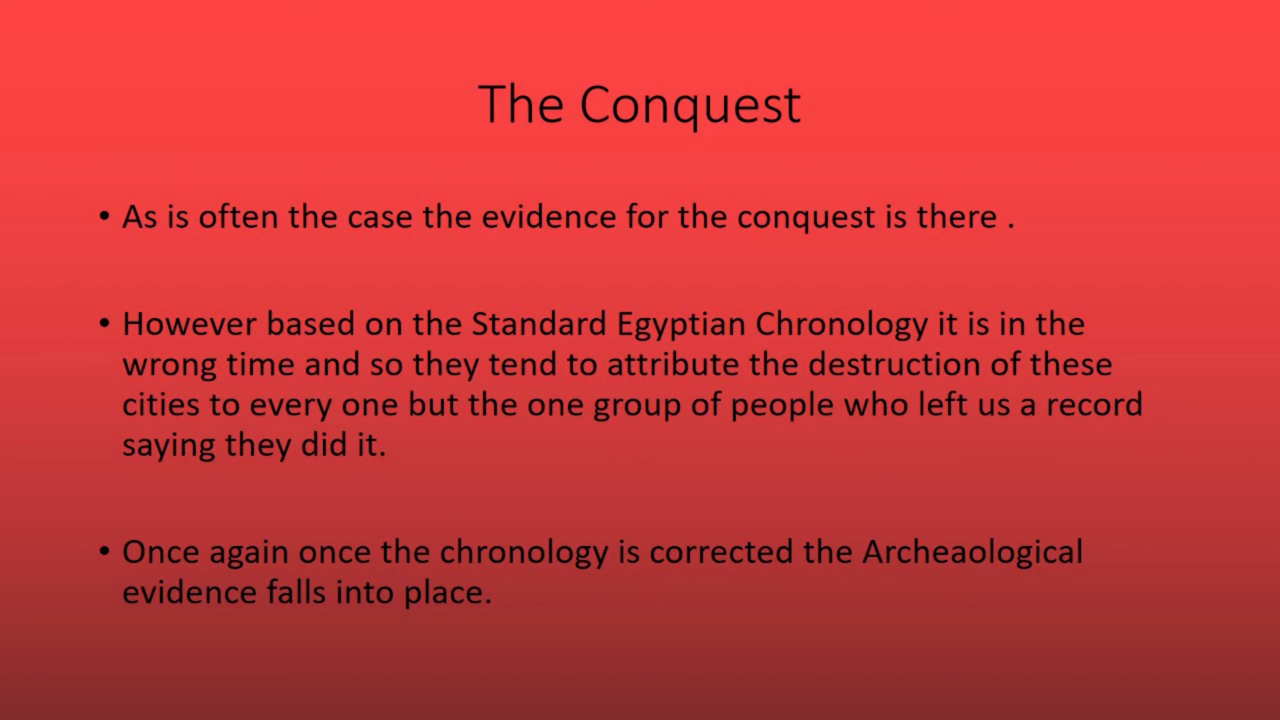 The Conquest
• As is often the case the evidence for the conquest is there .
• However based on the Standard Egyptian Chronology it is in the
wrong time and so they tend to attribute the destruction of these
cities to every one but the one group of people who left us a record
saying they did it.
• Once again once the chronology is corrected the Archeaological
evidence falls into place.